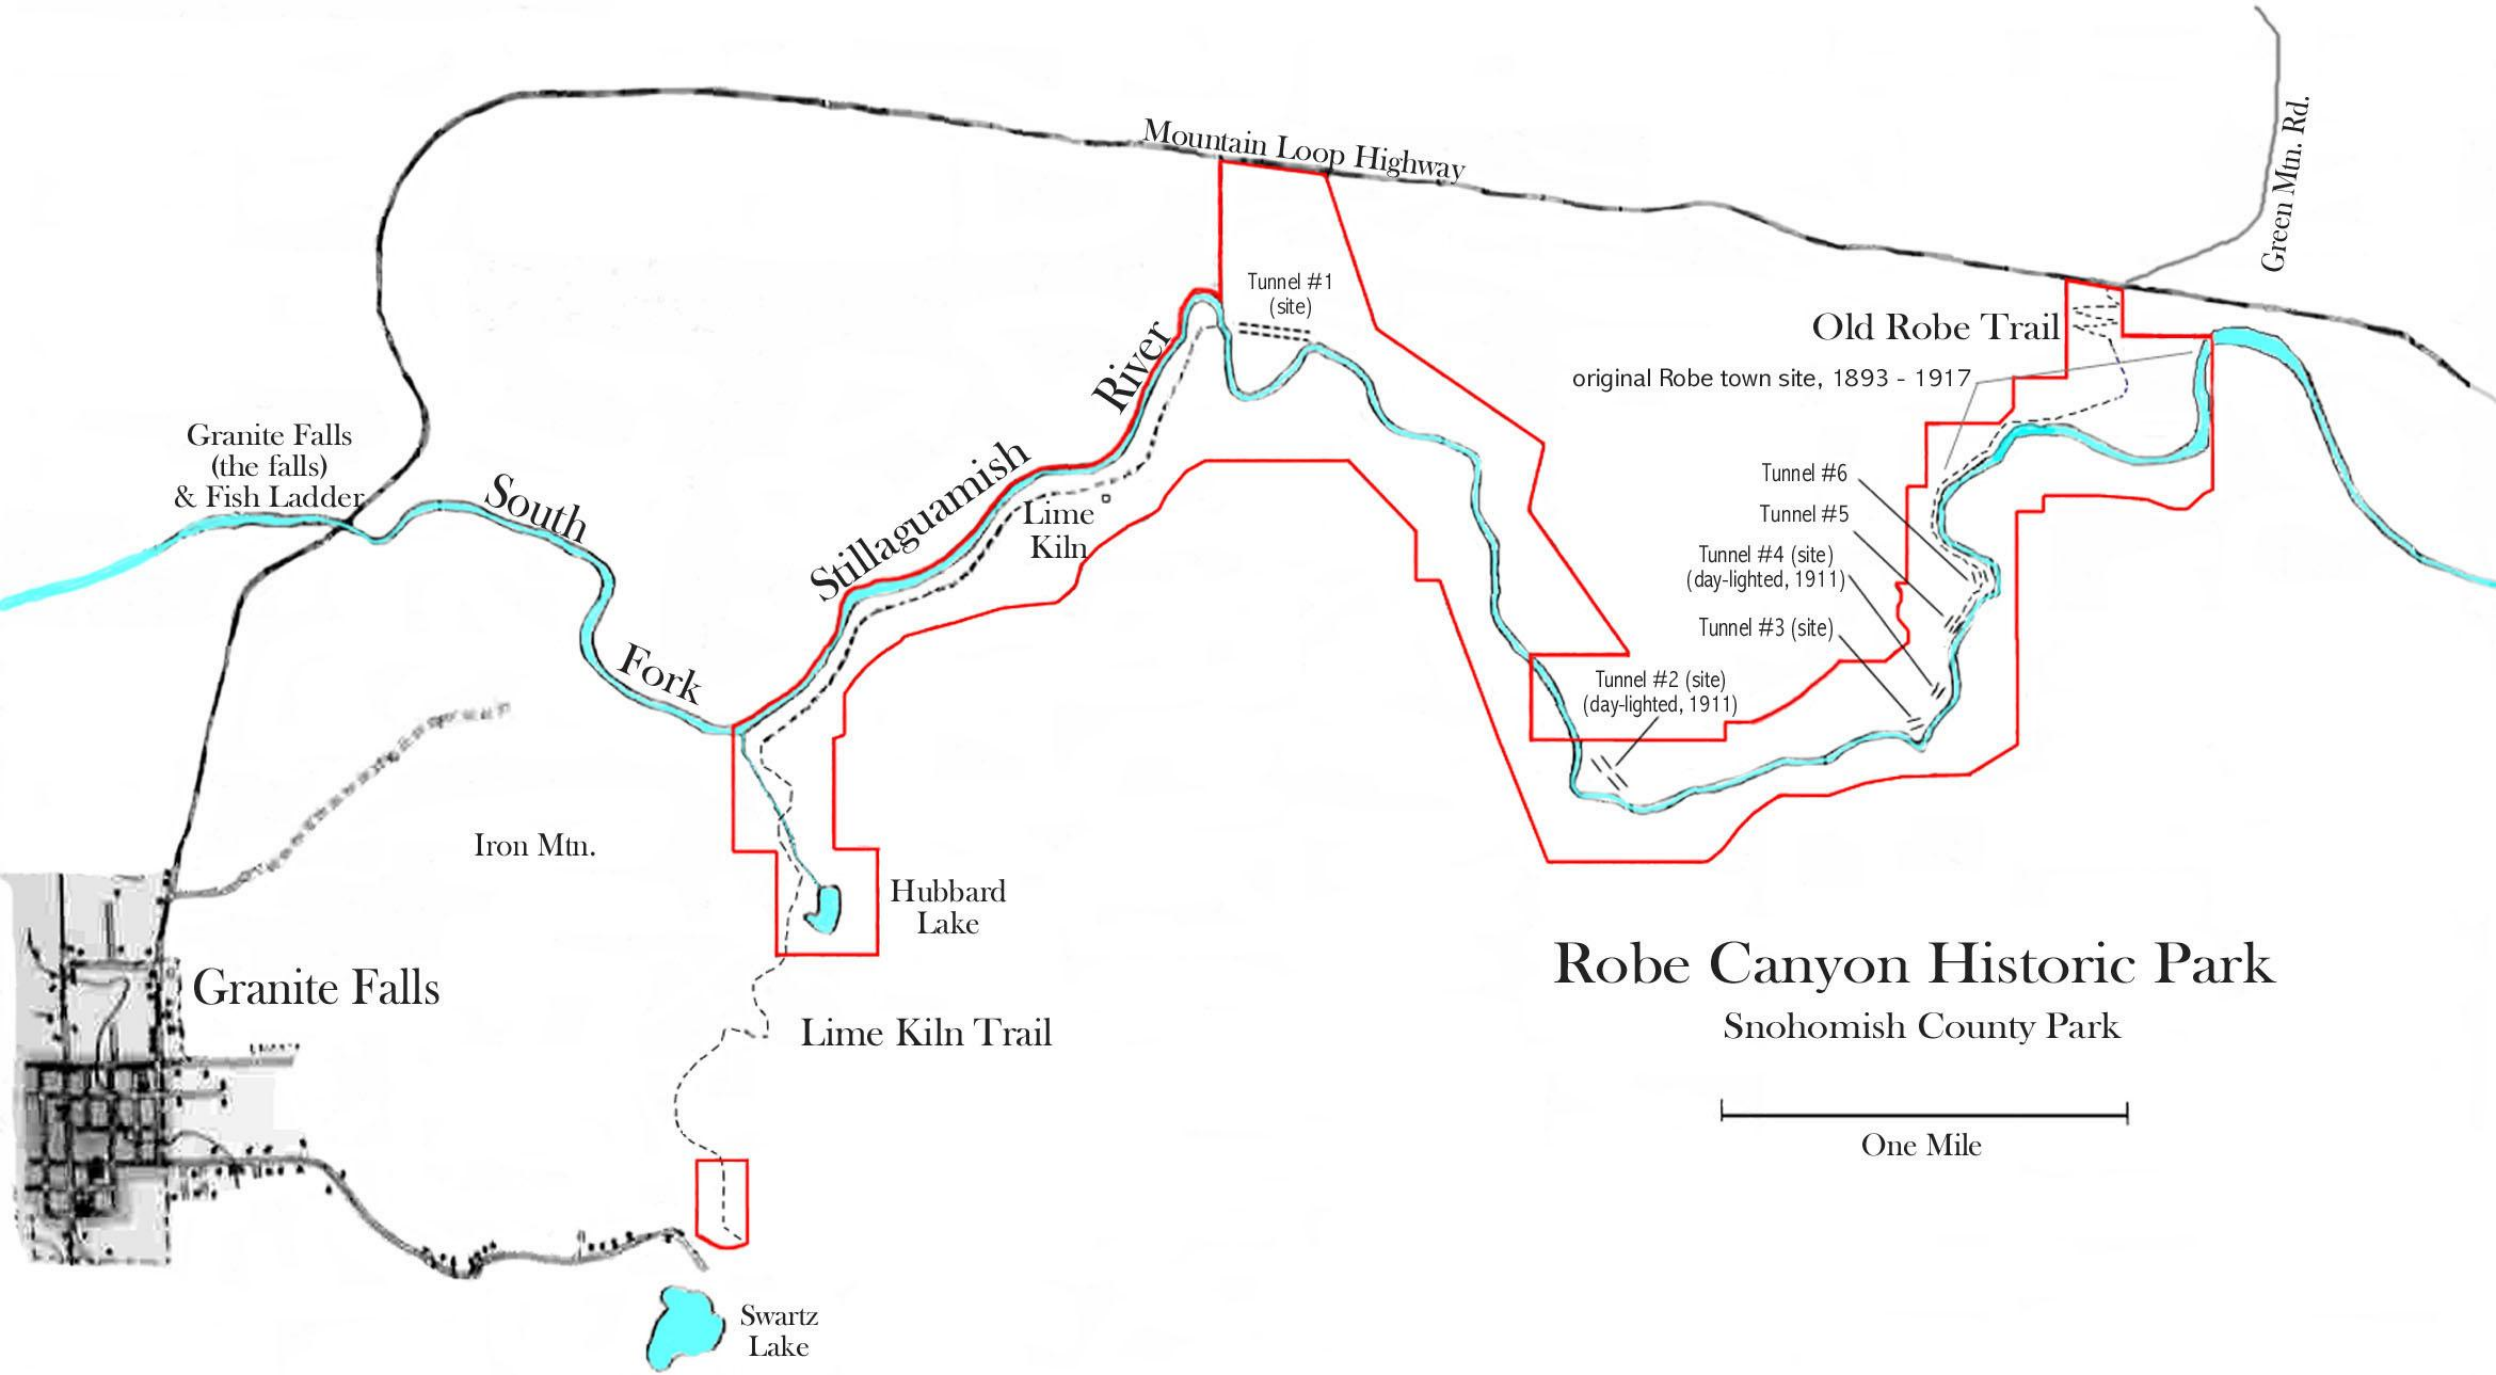 Mountain Loop Highway
Green Mtn. Rd.
Tunnel #1
(site)
Old Robe Trail
original Robe town site, 1893 - 1917
River
Granite Falls
(the falls)
& Fish Ladder
South
Stillaguamish
Lime
Kiln
Tunnel #6
Tunnel #5
Tunnel #4 (site)
(day-lighted, 1911)
Tunnel #3 (site)
Fork
Tunnel #2 (site)
(day-lighted, 1911)
Iron Mtn.
Hubbard
Lake
Granite Falls
Robe Canyon Historic Park
Snohomish County Park
Lime Kiln Trail
One Mile
Swartz
Lake